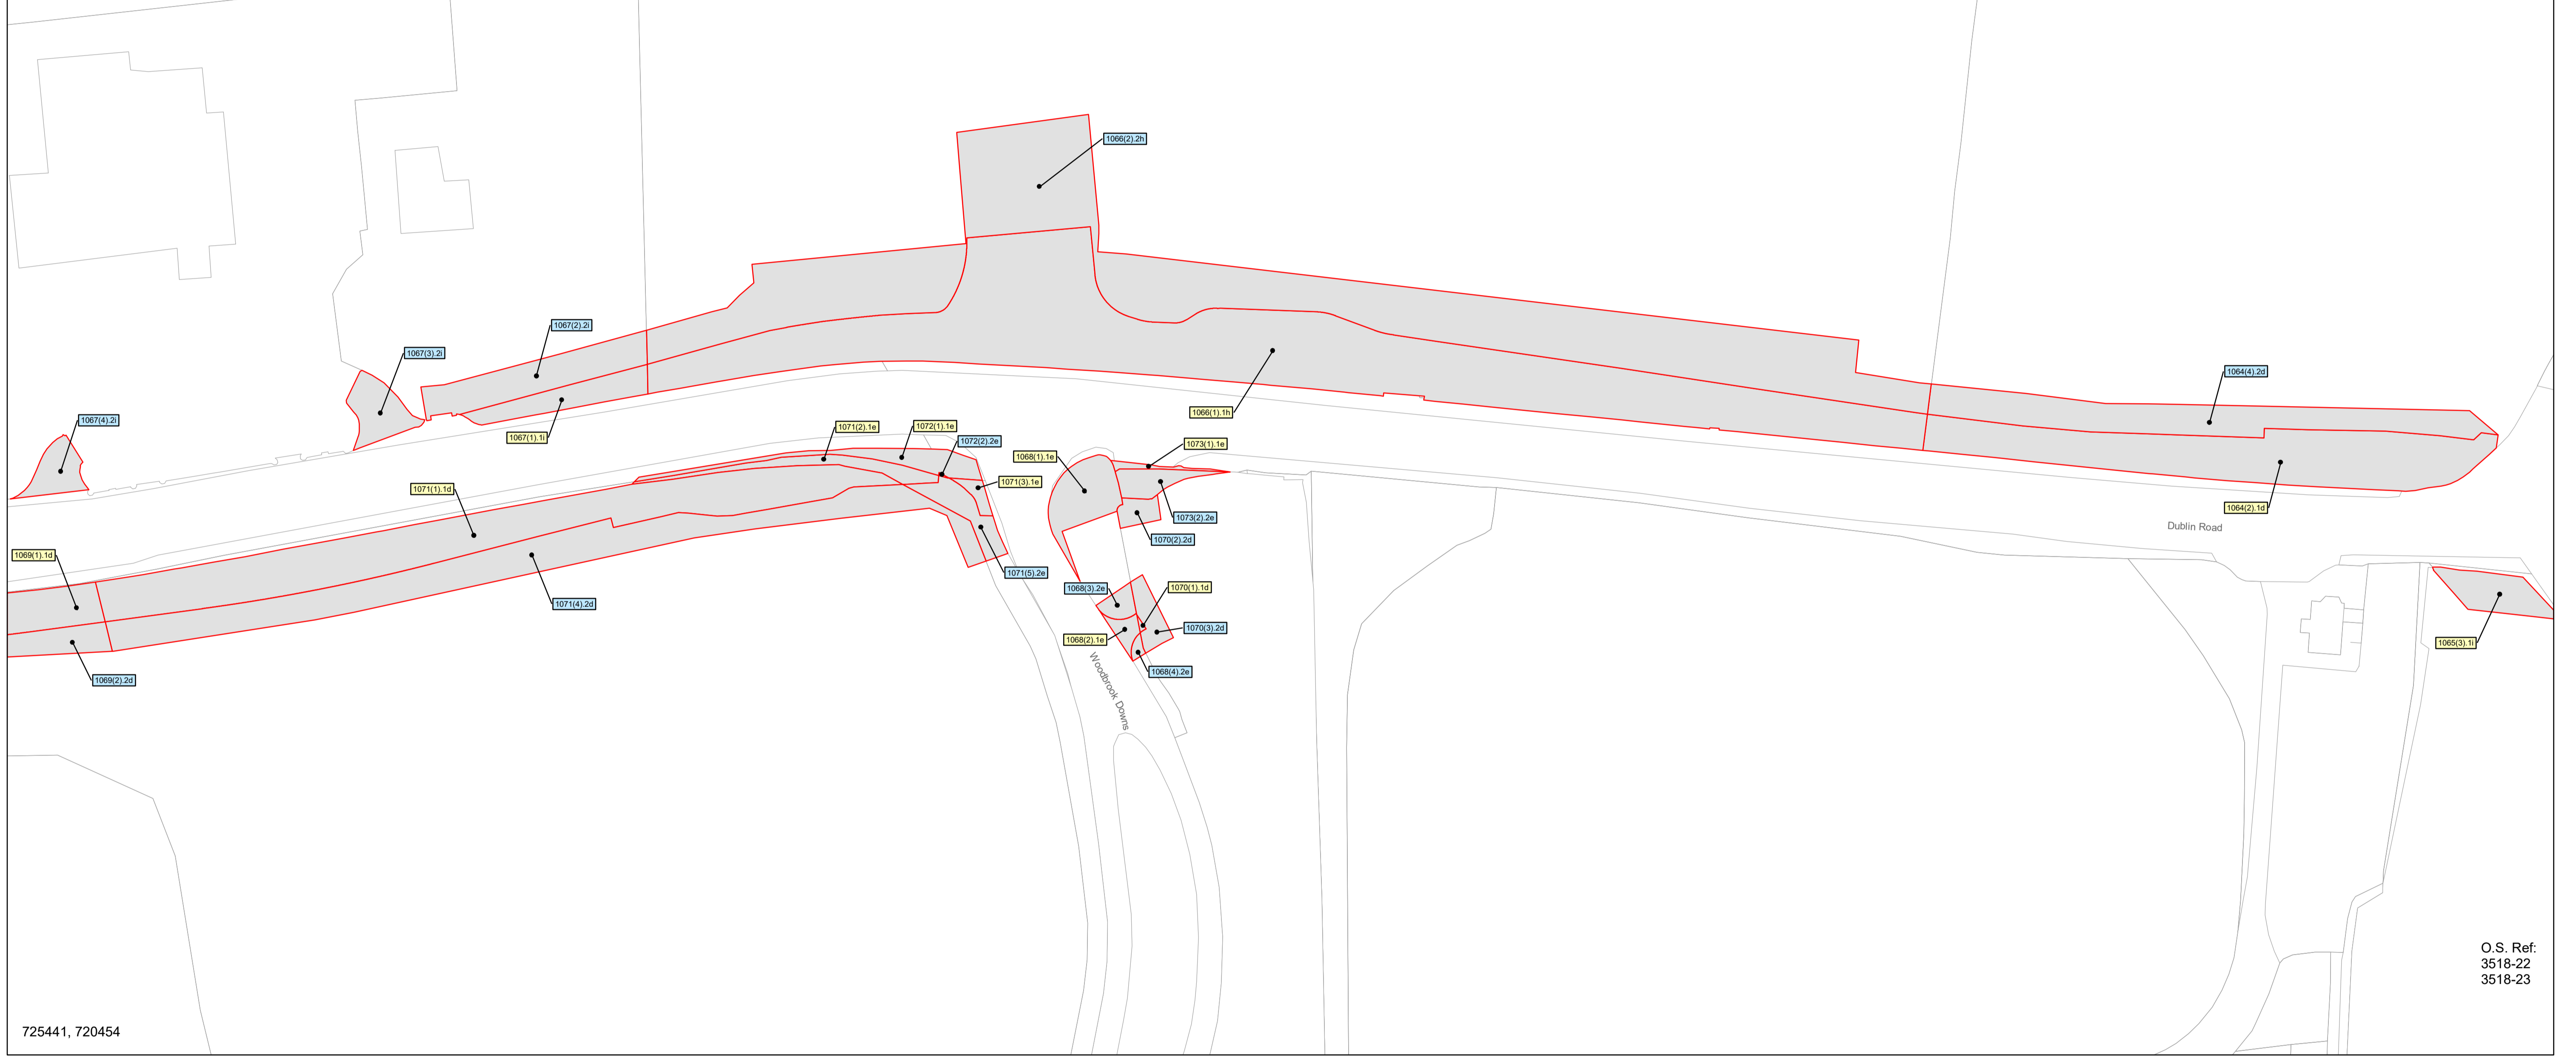 1066(2).2h
1067(2).2i
1067(3).2i
1064(4).2d
1066(1).1h
1067(4).2i
1067(1).1i
1071(2).1e
1072(1).1e
1072(2).2e
1073(1).1e
1068(1).1e
1071(3).1e
1071(1).1d
1064(2).1d
1073(2).2e
Dublin Road
1070(2).2d
1069(1).1d
1071(5).2e
1068(3).2e
1070(1).1d
1071(4).2d
1070(3).2d
1068(2).1e
1065(3).1i
1068(4).2e
1069(2).2d
Woodbrook Downs
O.S. Ref:
3518-22
3518-23
725441, 720454